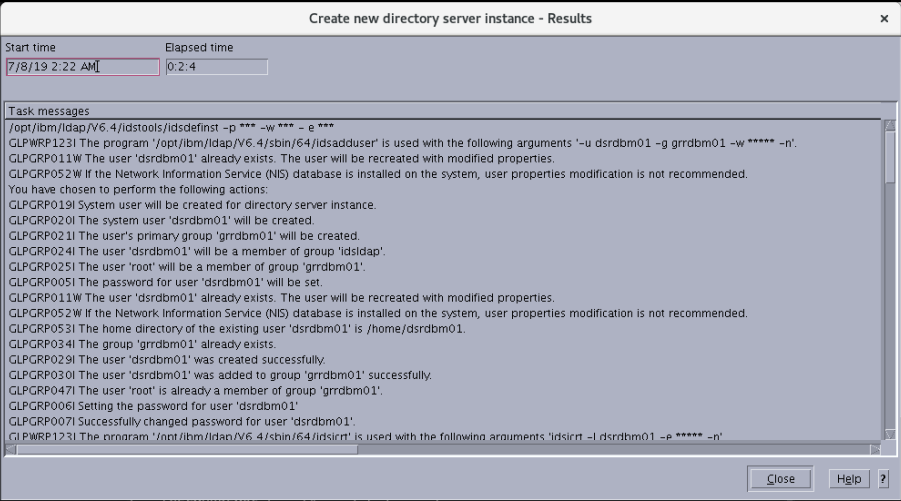 Create new directory server instance - Results
×
Start time
Elapsed time
7/8/19 2:22 AM
0:2:4
Task messages
/opt/ibm/ldap/V6.4/idstools/idsdefinst -p *** -w *** - e ***
GLPWRP123I The program '/opt/ibm/ldap/V6.4/sbin/64/idsadduser' is used with the following arguments '-u dsrdbm01 -g grrdbm01 -w ***** -n'.
GLPGRP011W The user 'dsrdbm01' already exists. The user will be recreated with modified properties.
GLPGRP052W If the Network Information Service (NIS) database is installed on the system, user properties modification is not recommended.
You have chosen to perform the following actions:
GLPGRP019I System user will be created for directory server instance.
GLPGRP020I The system user 'dsrdbm01' will be created.
GLPGRP021I The user's primary group 'grrdbm01' will be created.
GLPGRP024I The user 'dsrdbm01' will be a member of group 'idsldap'.
GLPGRP025I The user 'root' will be a member of group 'grrdbm01'.
GLPGRP005I The password for user 'dsrdbm01' will be set.
GLPGRP011W The user 'dsrdbm01' already exists. The user will be recreated with modified properties.
GLPGRP052W If the Network Information Service (NIS) database is installed on the system, user properties modification is not recommended.
GLPGRP053I The home directory of the existing user 'dsrdbm01' is /home/dsrdbm01.
GLPGRP034I The group 'grrdbm01' already exists.
GLPGRP029I The user 'dsrdbm01' was created successfully.
GLPGRP030I The user 'dsrdbm01' was added to group 'grrdbm01' successfully.
GLPGRP047I The user 'root' is already a member of group 'grrdbm01'.
GLPGRP006I Setting the password for user 'dsrdbm01'
GLPGRP007I Successfully changed password for user 'dsrdbm01'.
GLPWRP123I The program '/opt/ibm/ldap/V6.4/sbin/64/idsicrt' is used with the following arguments 'idsicrt -I dsrdbm01 -e ***** -n'
Close
Help
?